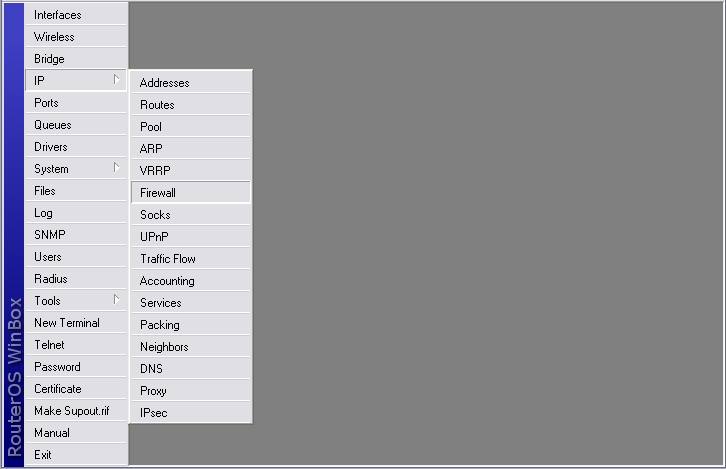 Interfaces
Wireless
Bridge
IP
Ports
Queues
Drivers
System
Files
Log
SNMP
Users
Radius
Tools
New Terminal
Telnet
Password
Certificate
Make Supout.rif
Manual
Exit
Addresses
Routes
Pool
ARP
VRRP
Firewall
Socks
UPnP
Traffic Flow
Accounting
Services
Packing
Neighbors
DNS
Proxy
IPsec
RouterOS WinBox